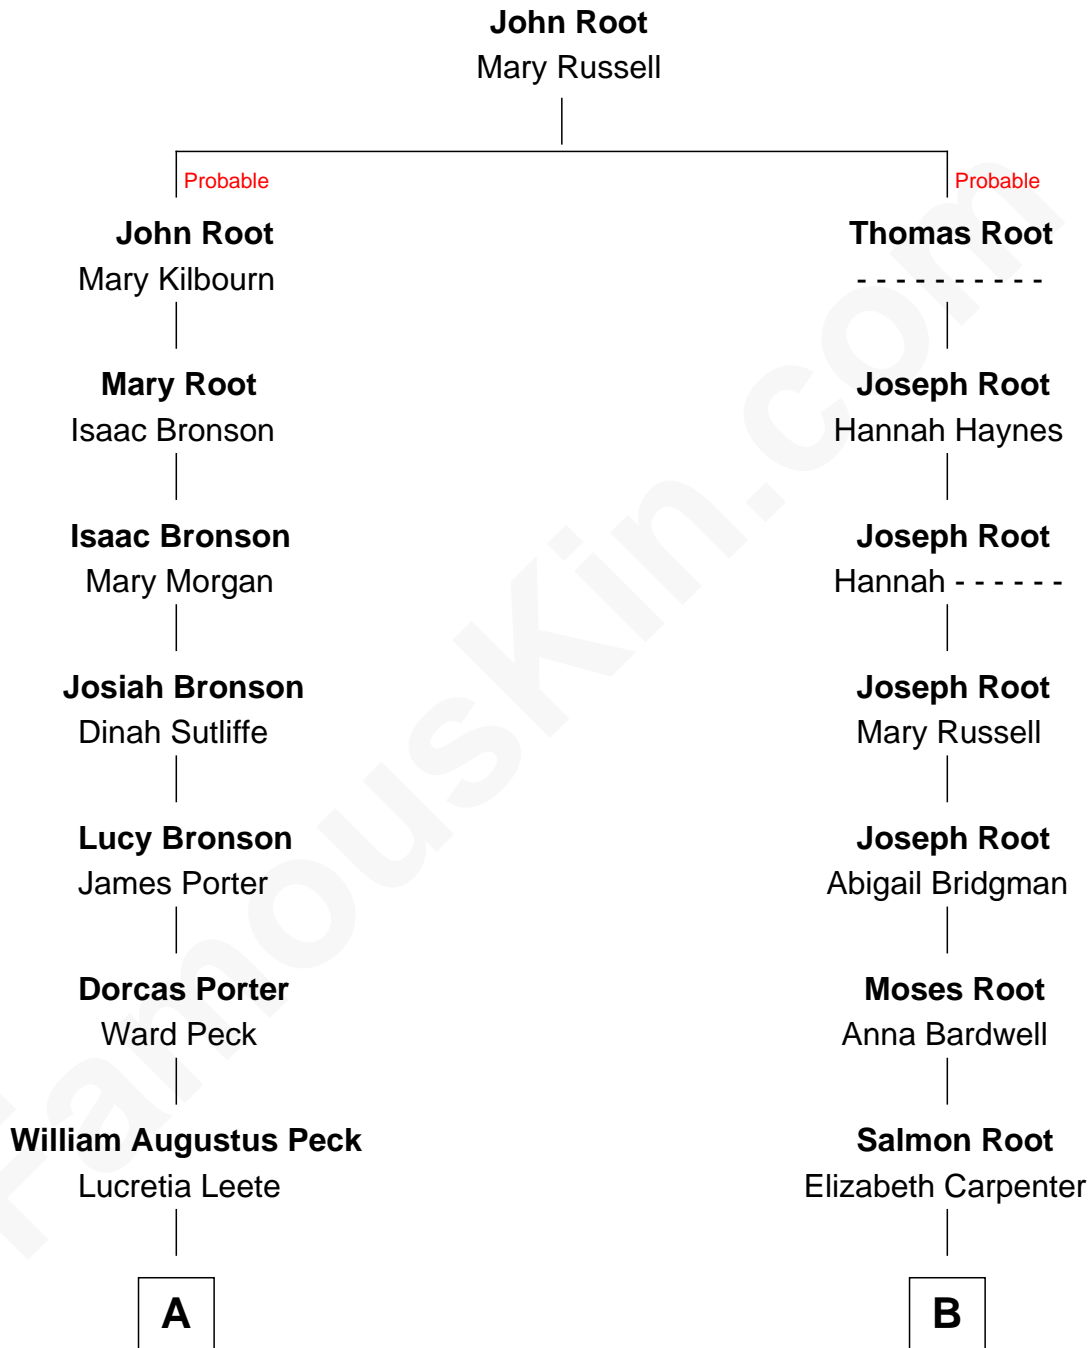 John Root
Mary Russell
Probable Probable
John Root Thomas Root
Mary Kilbourn - - - - - - - - - -
Mary Root Joseph Root
Isaac Bronson Hannah Haynes
Isaac Bronson Joseph Root
Mary Morgan Hannah - - - - - -
Josiah Bronson Joseph Root
Dinah Sutliffe Mary Russell
Lucy Bronson Joseph Root
James Porter Abigail Bridgman
Dorcas Porter Moses Root
Ward Peck Anna Bardwell
William Augustus Peck Salmon Root
Lucretia Leete Elizabeth Carpenter
A B
FamousKin.com